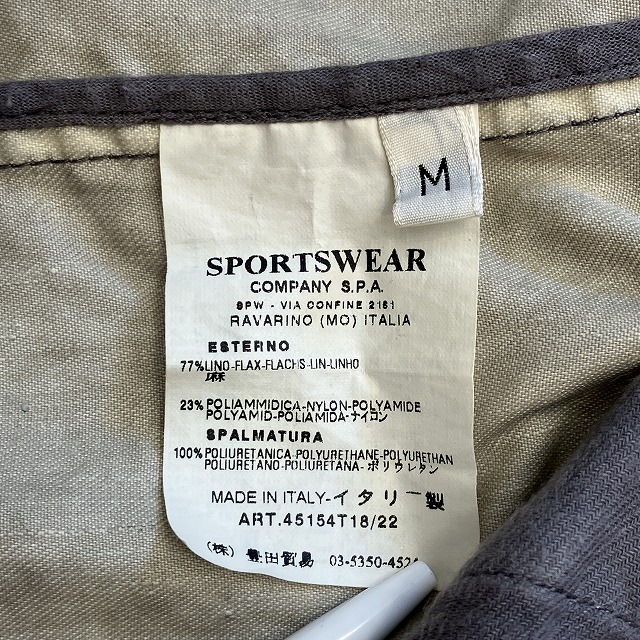 M
SPORTSWEAR
COMPANY S.P.A.
SPW - VIA CONFINE 2161
RAVARINO (MO) ITALIA
ESTERNO
77%LINO-FLAX-FLACHS-LIN-LINHO
麻
23%POLIAMMIDICA-NYLON-POLYAMIDE
POLYAMID-POLIAMIDA-ナイロン
SPALMATURA
100%POLIURETANICA-POLYURETHANE-POLYURETHAN
POLIURETANO-POLIURETANA-ポリウレタン
MADE IN ITALY-イタリー製
ART.45154T18/22
(株) 豊田貿易 03-5350-4524